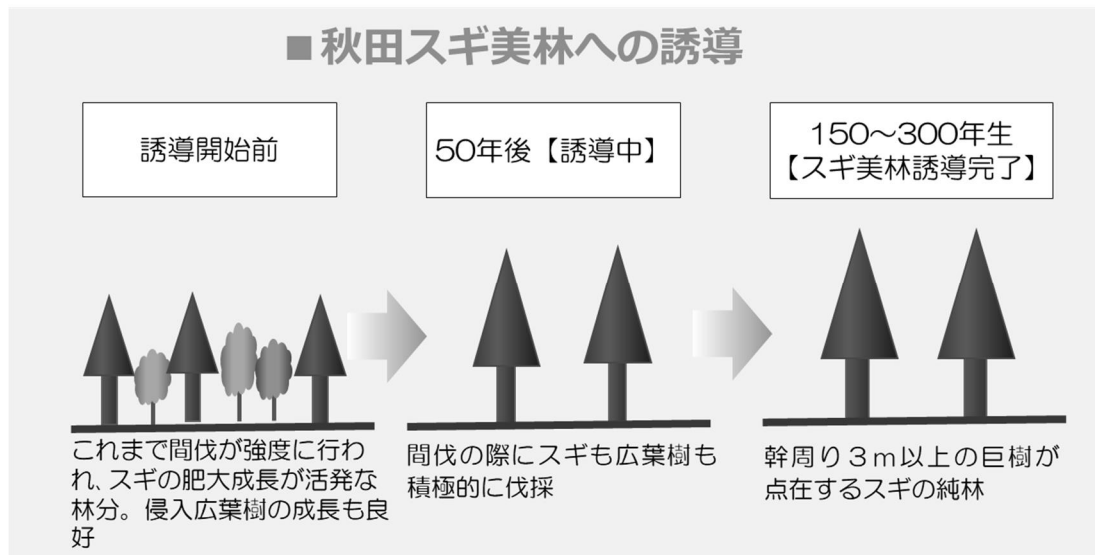 ■秋田スギ美林への誘導
誘導開始前
50年後【誘導中】
150〜300年生
【スギ美林誘導完了】
これまで間伐が強度に行わ
れ、スギの肥大成長が活発な
林分。侵入広葉樹の成長も良
好
間伐の際にスギも広葉樹も
積極的に伐採
幹周り３ｍ以上の巨樹が
点在するスギの純林